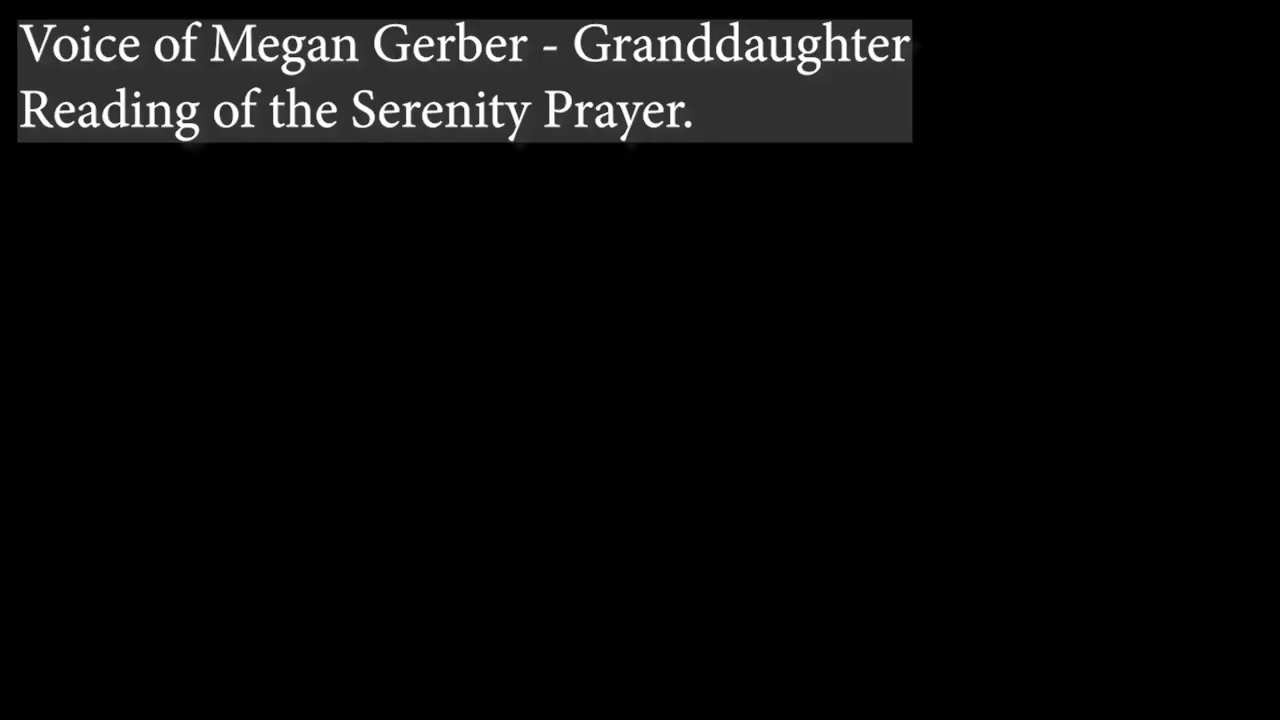 Voice of Megan Gerber - Granddaughter
Reading of the Serenity Prayer.